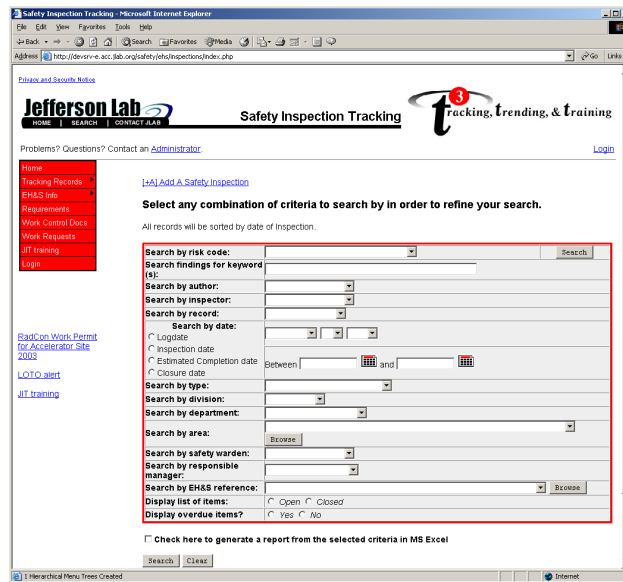 Safety Inspection Tracking - Microsoft Internet Explorer
File Edit View Favorites Tools Help
Back Search Favorites Media
Address http://devsrv-e.acc.jlab.org/safety/ehs/inspections/index.php Go Links
Privacy and Security Notice
Jefferson Lab
HOME | SEARCH | CONTACT JLAB
Safety Inspection Tracking
t3racking, trending, & training
Problems? Questions? Contact an Administrator. Login
Home
Tracking Records
EH&S Info
Requirements
Work Control Docs
Work Requests
JIT training
Login
RadCon Work Permit
for Accelerator Site
2003
LOTO alert
JIT training
[+A] Add A Safety Inspection
Select any combination of criteria to search by in order to refine your search.
All records will be sorted by date of Inspection.
Search by risk code: Search
Search findings for keyword
(s):
Search by author:
Search by inspector:
Search by record:
Search by date:
Logdate
Inspection date
Estimated Completion date
Closure date
Between and
Search by type:
Search by division:
Search by department:
Search by area:
Browse
Search by safety warden:
Search by responsible
manager:
Search by EH&S reference: Browse
Display list of items: Open Closed
Display overdue items? Yes No
Check here to generate a report from the selected criteria in MS Excel
Search Clear
1 Hierarchical Menu Trees Created Internet